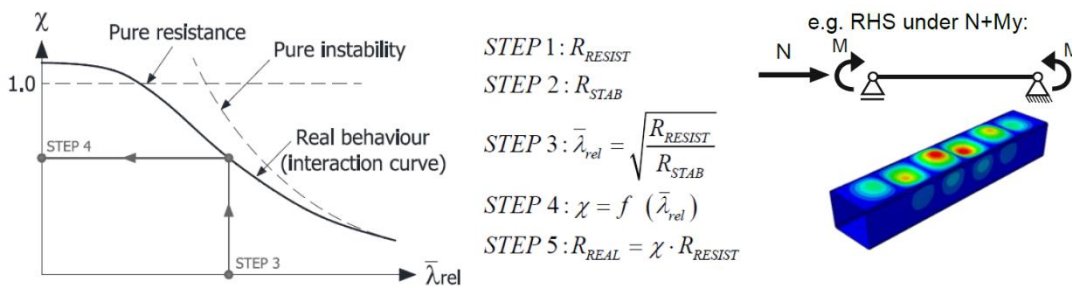 χ
Pure resistance
Pure instability
1.0
Real behaviour
(interaction curve)
STEP 4
STEP 3
λ̅rel
STEP 1: R_RESIST
STEP 2: R_STAB
STEP 3: λ̅_rel = √(R_RESIST / R_STAB)
STEP 4: χ = f (λ̅_rel)
STEP 5: R_REAL = χ · R_RESIST
e.g. RHS under N+My:
N
M
M